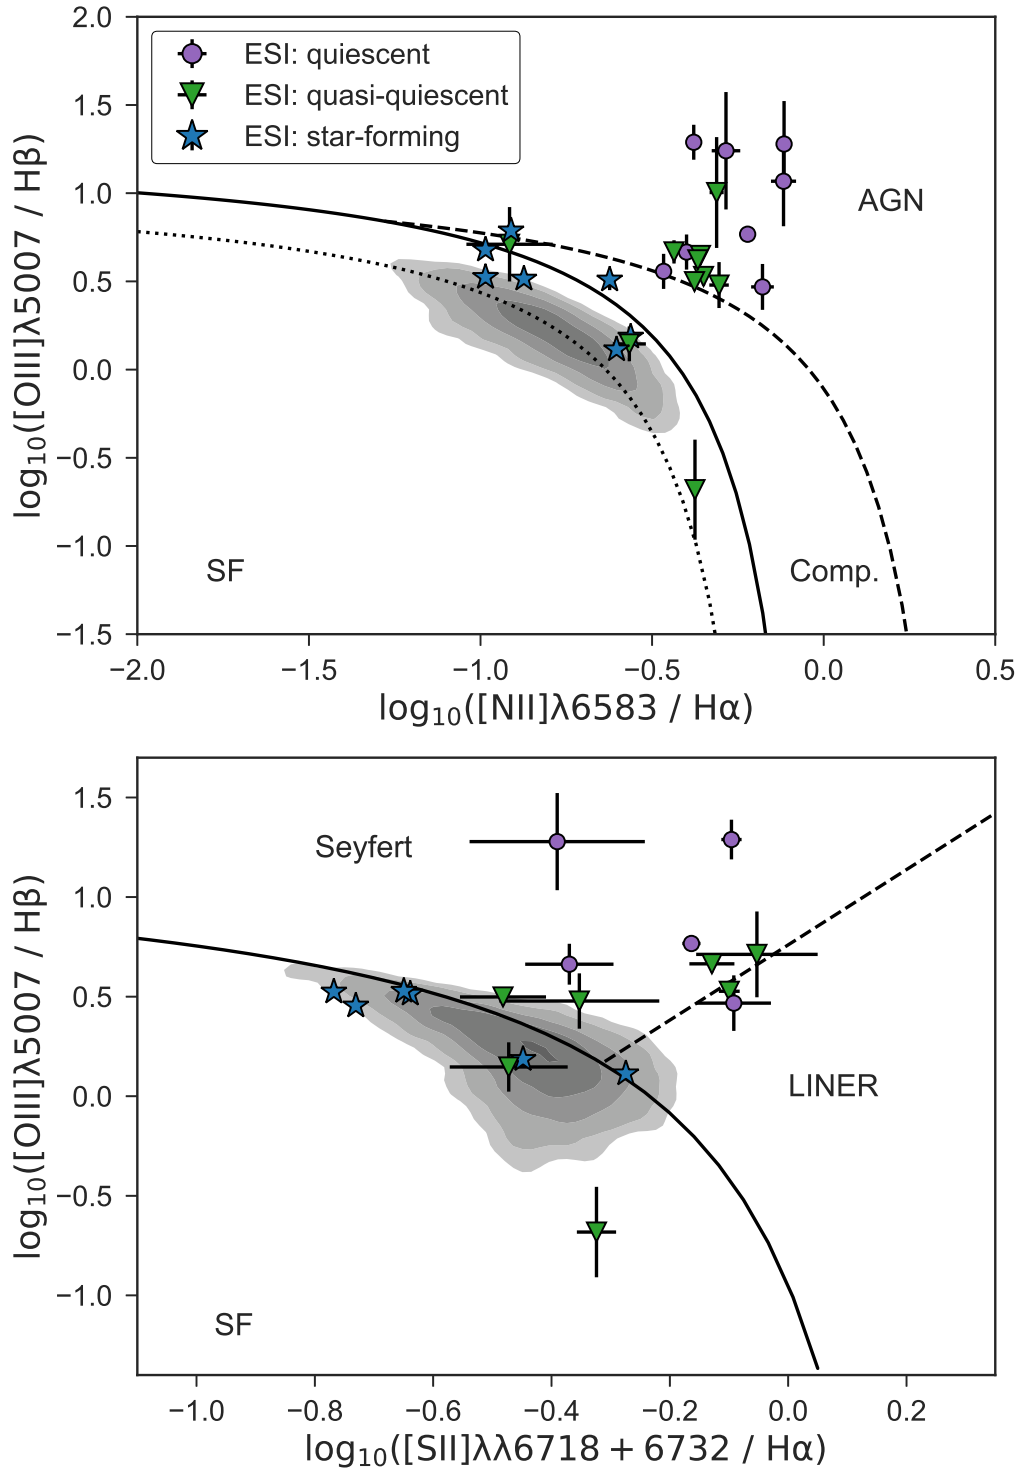 2.0
1.5
1.0
0.5
0.0
−0.5
−1.0
−1.5
log₁₀([OIII]λ5007 / Hβ)
ESI: quiescent
ESI: quasi-quiescent
ESI: star-forming
AGN
SF
Comp.
−2.0 −1.5 −1.0 −0.5 0.0 0.5
log₁₀([NII]λ6583 / Hα)
1.5
1.0
0.5
0.0
−0.5
−1.0
log₁₀([OIII]λ5007 / Hβ)
Seyfert
LINER
SF
−1.0 −0.8 −0.6 −0.4 −0.2 0.0 0.2
log₁₀([SII]λλ6718 + 6732 / Hα)